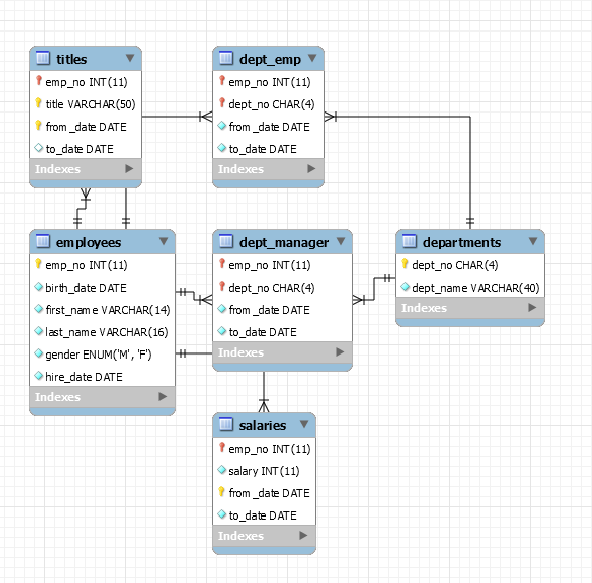 titles
emp_no INT(11)
title VARCHAR(50)
from_date DATE
to_date DATE
Indexes
dept_emp
emp_no INT(11)
dept_no CHAR(4)
from_date DATE
to_date DATE
Indexes
employees
emp_no INT(11)
birth_date DATE
first_name VARCHAR(14)
last_name VARCHAR(16)
gender ENUM('M', 'F')
hire_date DATE
Indexes
dept_manager
emp_no INT(11)
dept_no CHAR(4)
from_date DATE
to_date DATE
Indexes
departments
dept_no CHAR(4)
dept_name VARCHAR(40)
Indexes
salaries
emp_no INT(11)
salary INT(11)
from_date DATE
to_date DATE
Indexes